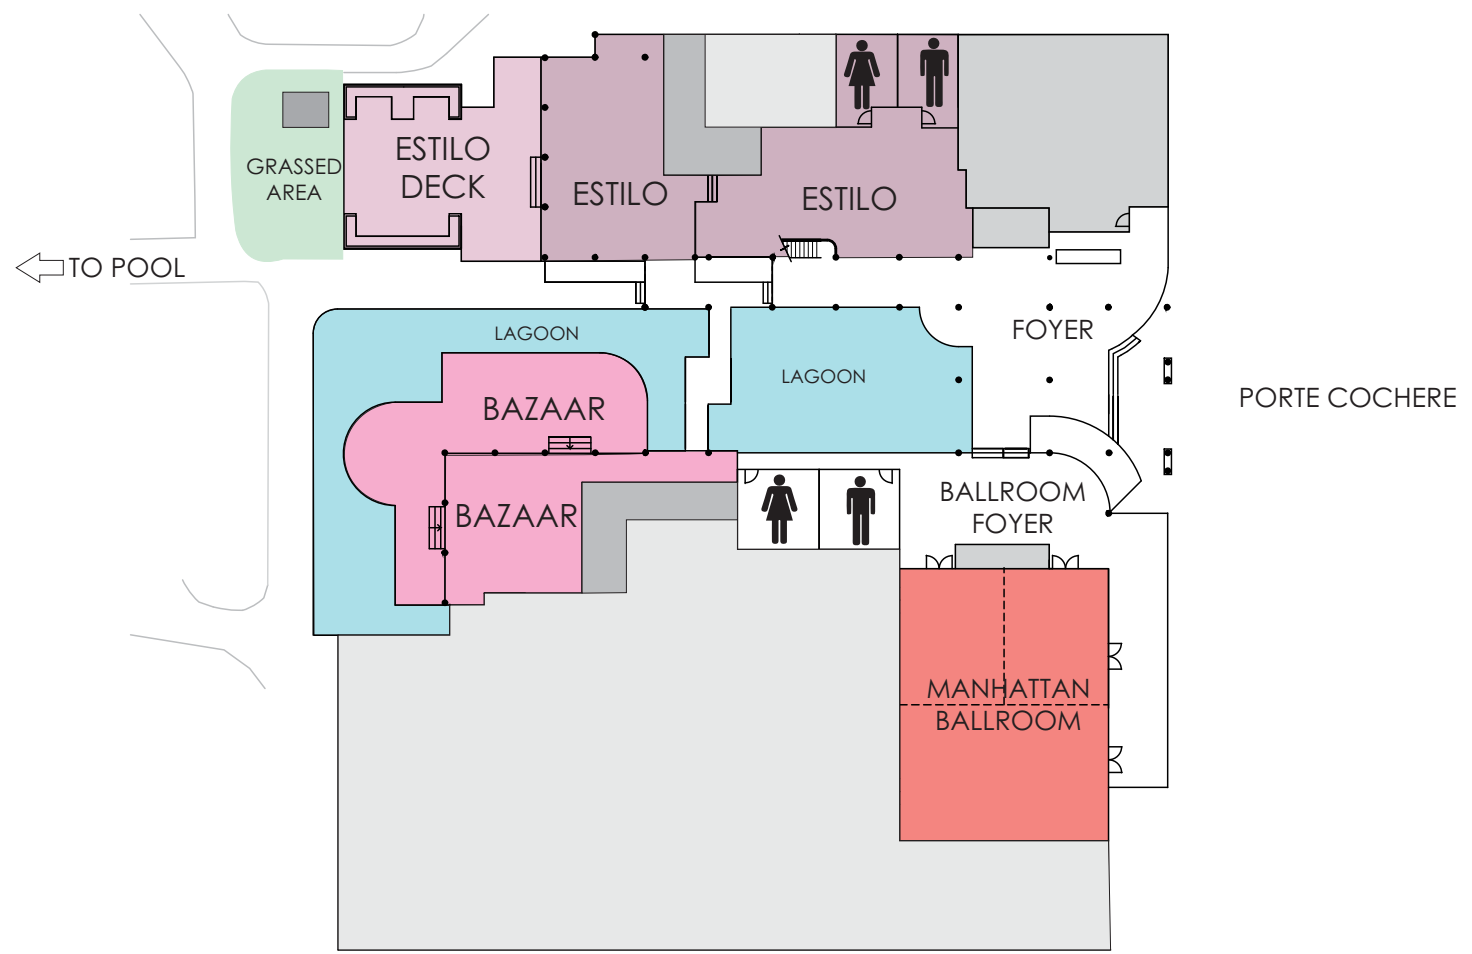 ESTILO
DECK
GRASSED
AREA
ESTILO
ESTILO
TO POOL
LAGOON
FOYER
LAGOON
PORTE COCHERE
BAZAAR
BALLROOM
FOYER
BAZAAR
MANHATTAN
BALLROOM